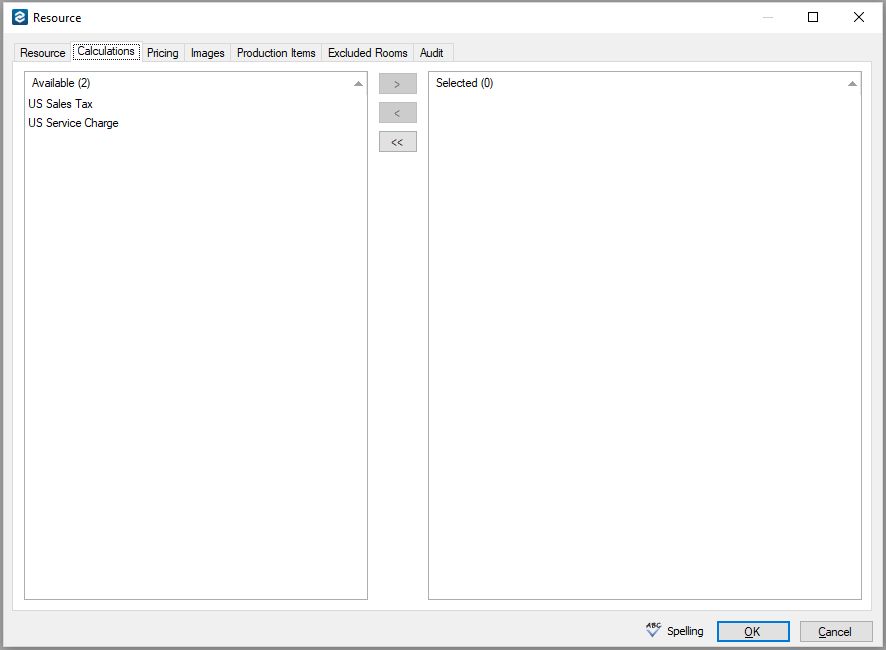 Resource
Resource Calculations Pricing Images Production Items Excluded Rooms Audit
Available (2)
US Sales Tax
US Service Charge
>
<
<<
Selected (0)
ABC Spelling OK Cancel